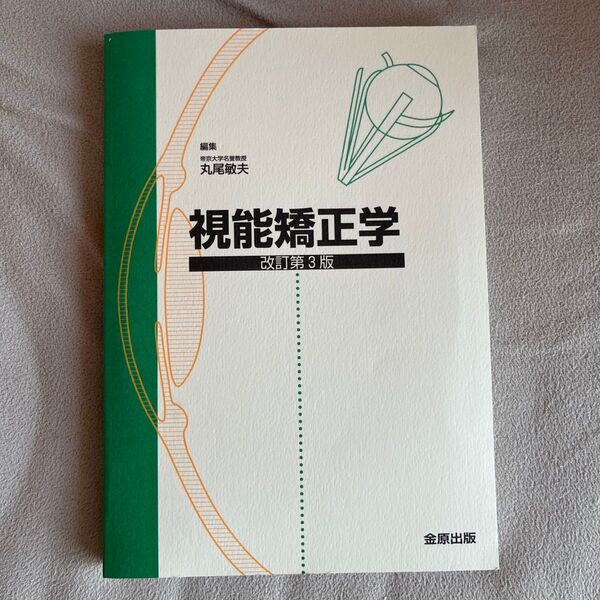 編集
帝京大学名誉教授
丸尾敏夫
視能矯正学
改訂第3版
金原出版